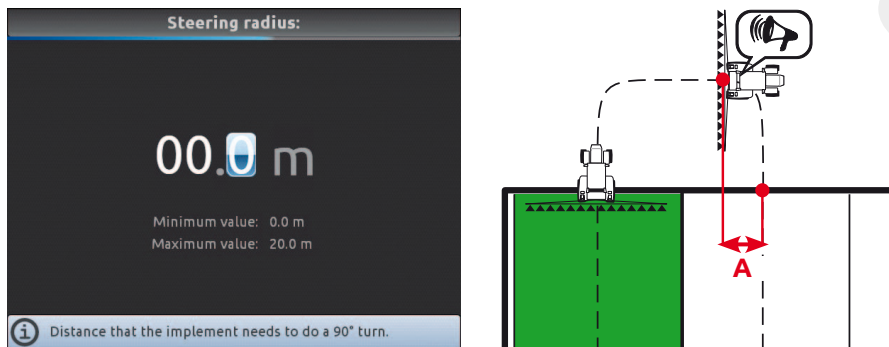 Steering radius:
00.0 m
Minimum value: 0.0 m
Maximum value: 20.0 m
Distance that the implement needs to do a 90° turn.
A